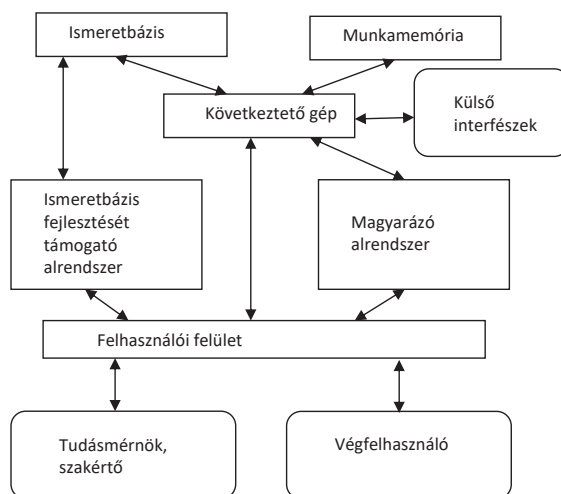 Ismeretbázis
Munkamemória
Következtető gép
Külső
interfészek
Ismeretbázis
fejlesztését
támogató
alrendszer
Magyarázó
alrendszer
Felhasználói felület
Tudásmérnök,
szakértő
Végfelhasználó